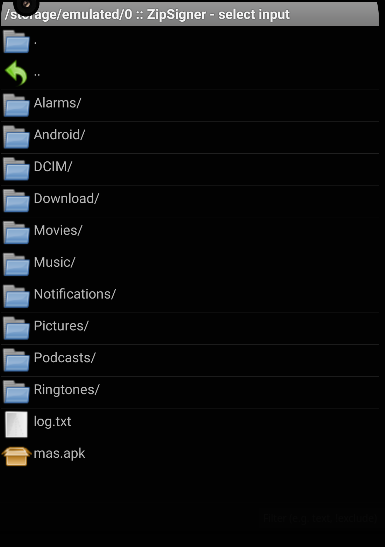 /storage/emulated/0 :: ZipSigner - select input
.
..
Alarms/
Android/
DCIM/
Download/
Movies/
Music/
Notifications/
Pictures/
Podcasts/
Ringtones/
log.txt
mas.apk